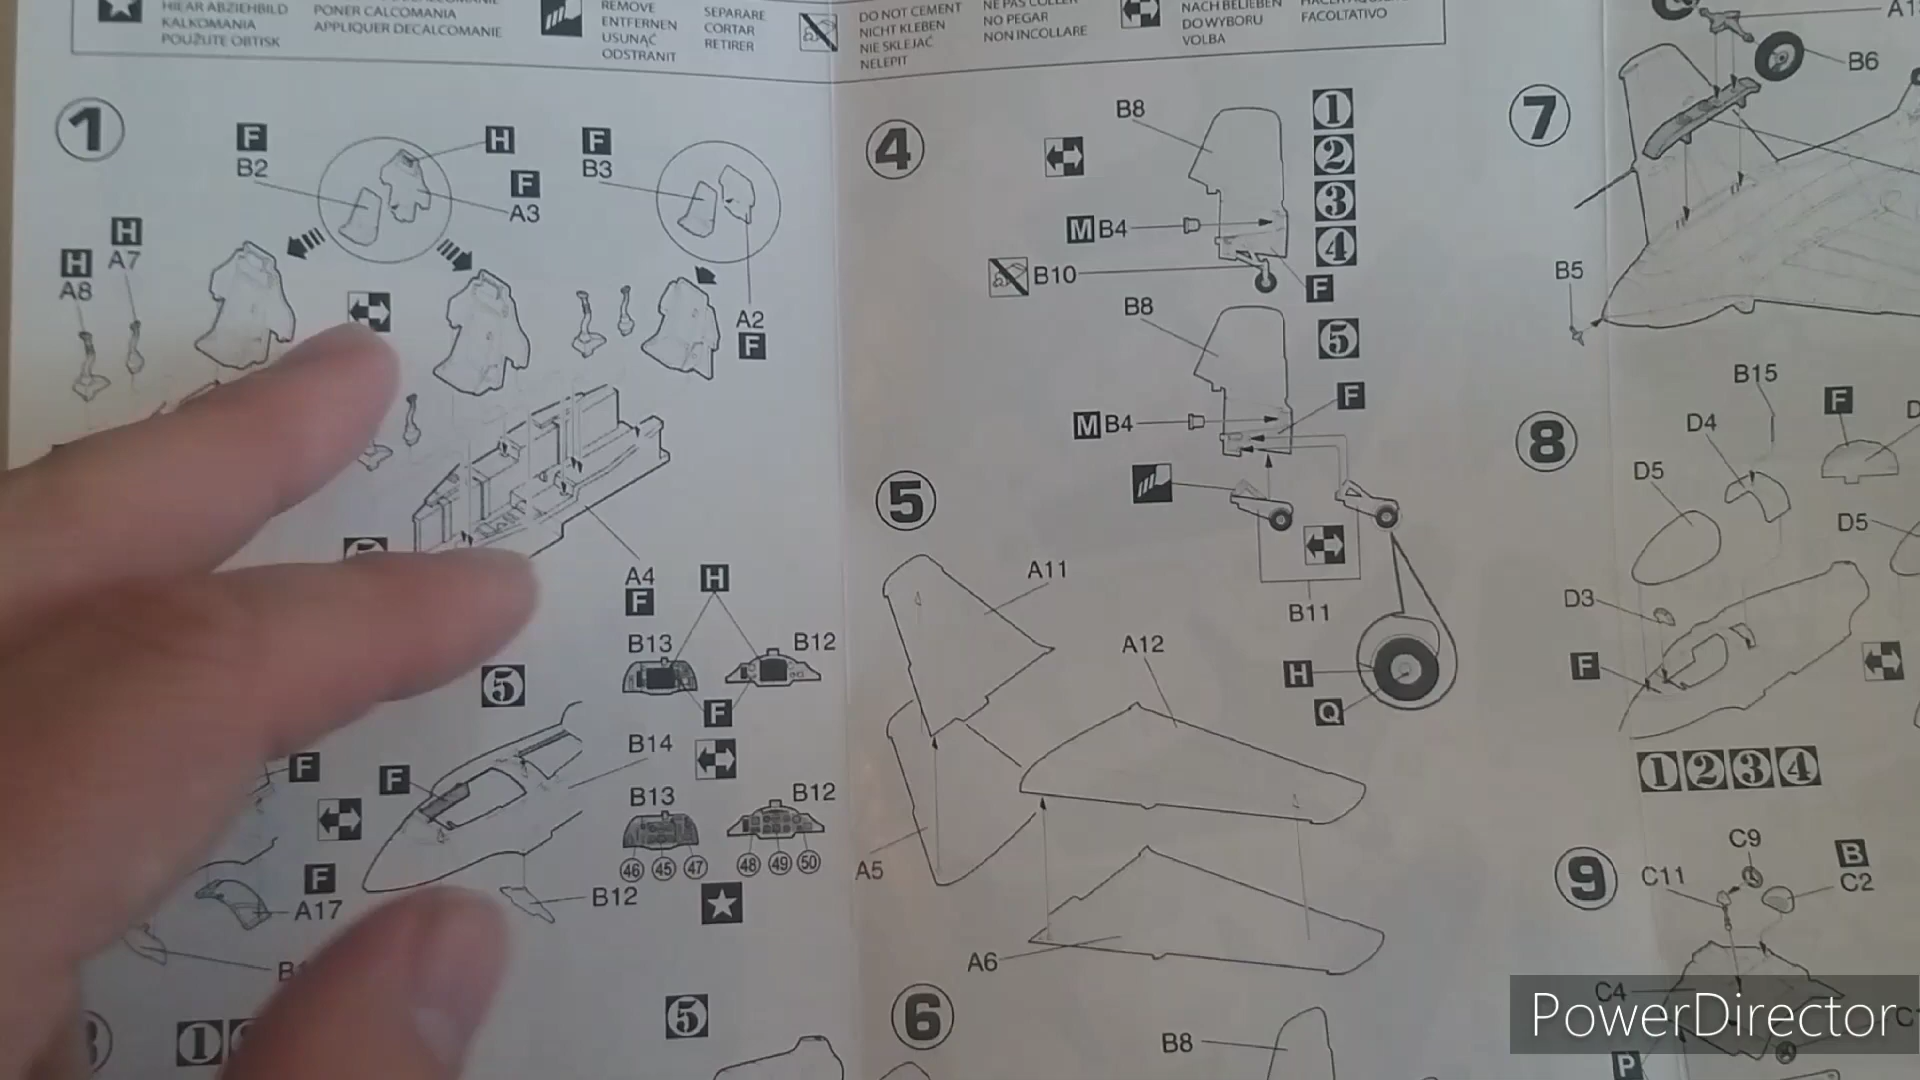 HILAR ABZIEHBILD
KALKOMANIA
POUŽIJTE OBTISK
PONER CALCOMANIA
APPLIQUER DECALCOMANIE
REMOVE
ENTFERNEN
USUNĄĆ
ODSTRANIT
SEPARARE
CORTAR
RETIRER
DO NOT CEMENT
NICHT KLEBEN
NIE SKLEJAĆ
NELEPIT
NO PEGAR
NON INCOLLARE
NACH BELIEBEN
DO WYBORU
VOLBA
FACOLTATIVO
1
F
B2
H
F
A3
F
B3
H
A7
H
A8
A2
F
A4
F
H
B13
B12
F
5
B14
B13
B12
46 45 47
48 49 50
F
F
F
A17
B12
5
4
B8
1
2
3
4
M B4
B10
F
B8
5
F
M B4
B11
H
Q
5
A11
A12
A5
A6
6
B8
7
B6
B5
8
B15
F
D4
D5
D5
D3
F
1 2 3 4
9
C9
C11
B
C2
C4
P
PowerDirector